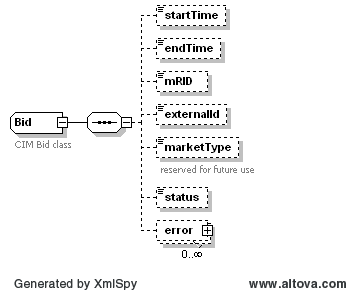 startTime
endTime
mRID
Bid
externalId
CIM Bid class
marketType
reserved for future use
status
error
0..∞
Generated by XmlSpy
www.altova.com